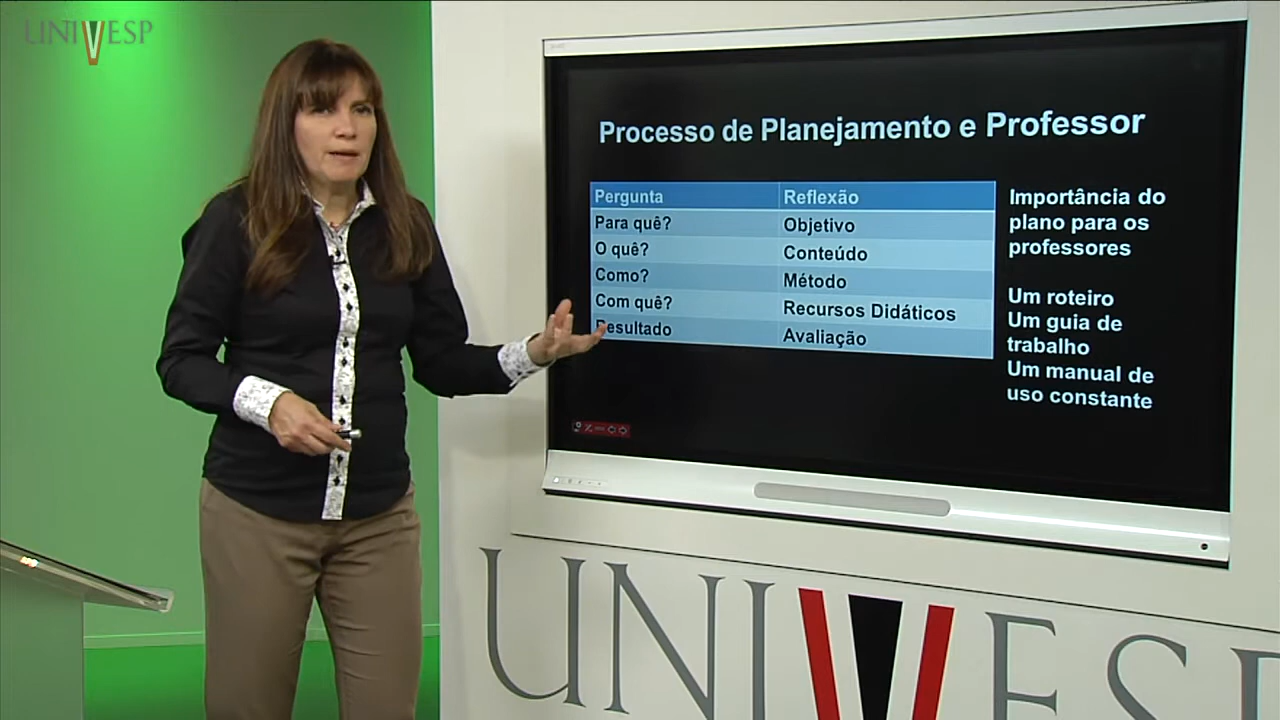 UNIVESP
Processo de Planejamento e Professor
Pergunta Reflexão
Para quê? Objetivo
O quê? Conteúdo
Como? Método
Com quê? Recursos Didáticos
Resultado Avaliação
Importância do
plano para os
professores
Um roteiro
Um guia de
trabalho
Um manual de
uso constante
UNIVESP